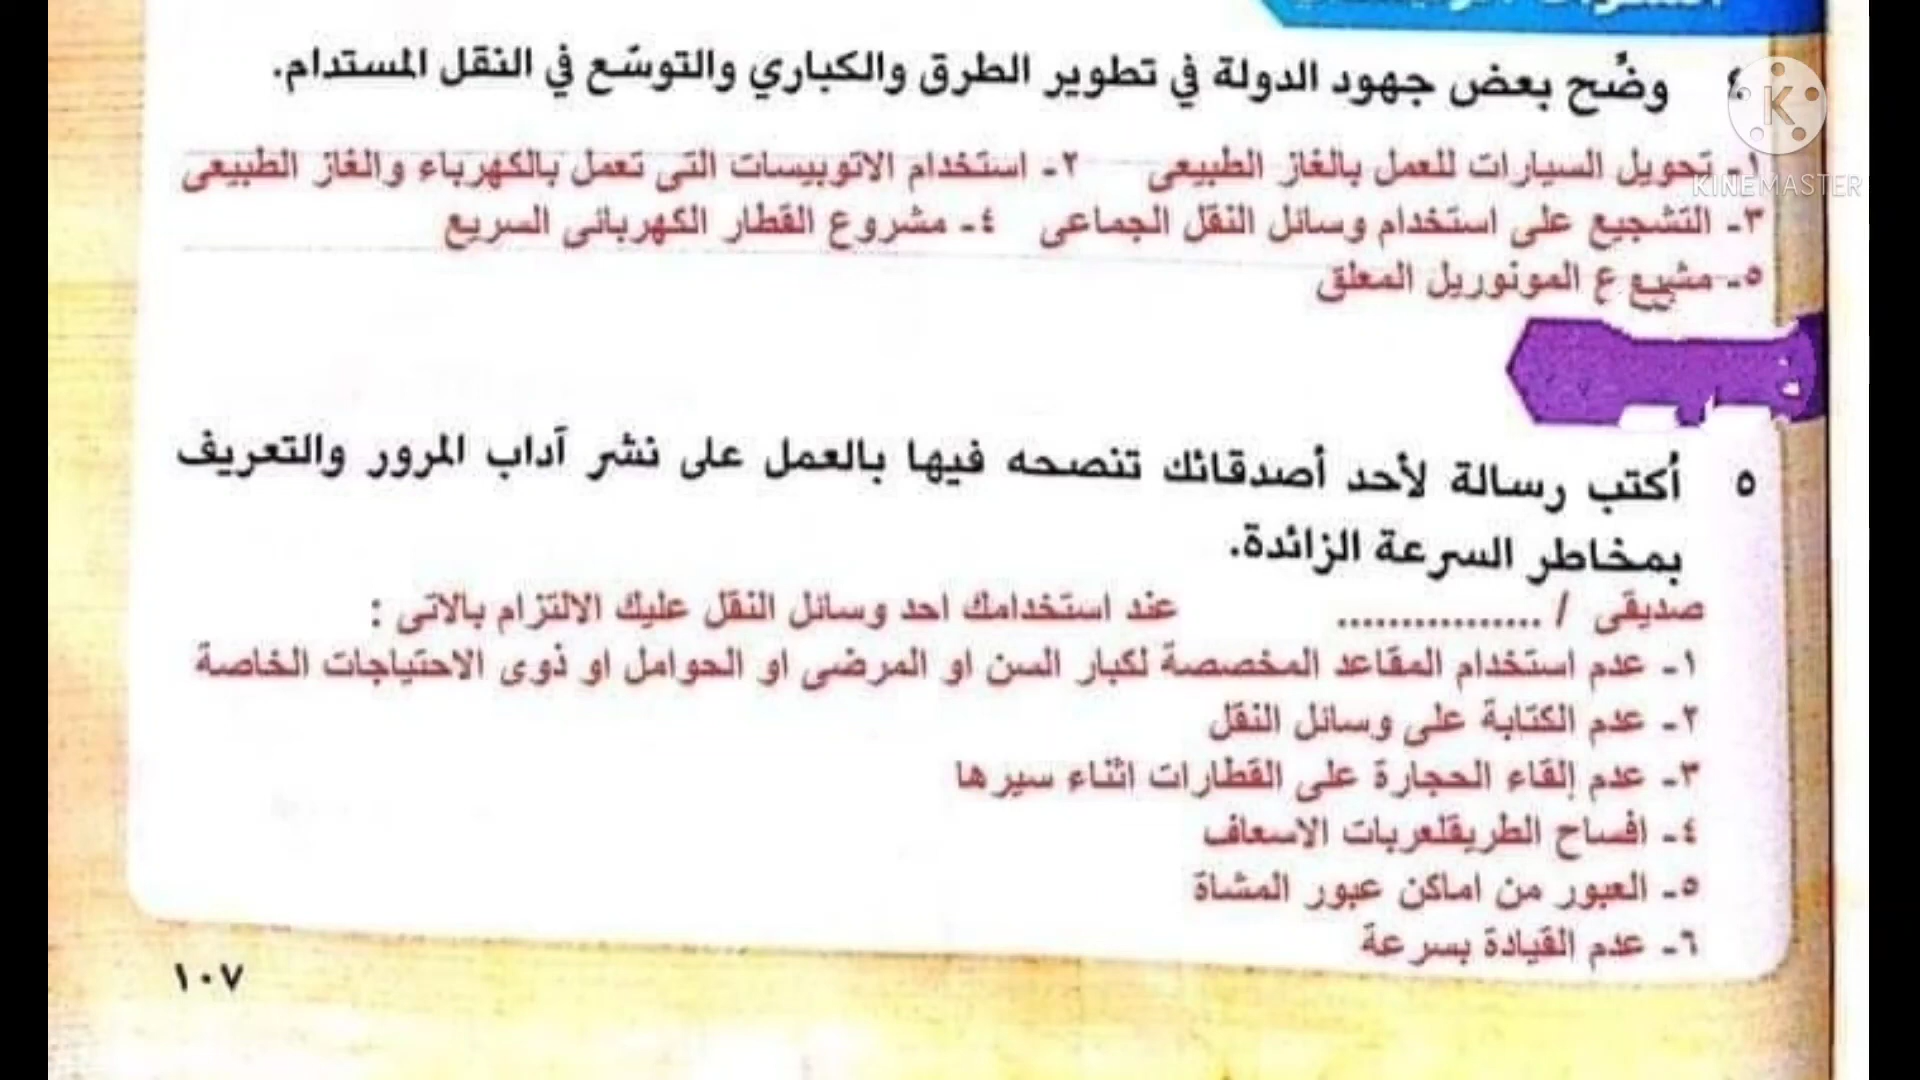 ٤ وضّح بعض جهود الدولة في تطوير الطرق والكباري والتوسّع في النقل المستدام.
KINEMASTER
١- تحويل السيارات للعمل بالغاز الطبيعى ٢- استخدام الاتوبيسات التى تعمل بالكهرباء والغاز الطبيعى
٣- التشجيع على استخدام وسائل النقل الجماعى ٤- مشروع القطار الكهربائى السريع
٥- المونوريل المعلق
٥ اُكتب رسالة لأحد أصدقائك تنصحه فيها بالعمل على نشر آداب المرور والتعريف
بمخاطر السرعة الزائدة.
صديقى / ................ عند استخدامك احد وسائل النقل عليك الالتزام بالاتى :
١- عدم استخدام المقاعد المخصصة لكبار السن او المرضى او الحوامل او ذوى الاحتياجات الخاصة
٢- عدم الكتابة على وسائل النقل
٣- عدم إلقاء الحجارة على القطارات اثناء سيرها
٤- افساح الطريقلعربات الاسعاف
٥- العبور من اماكن عبور المشاة
٦- عدم القيادة بسرعة
١٠٧